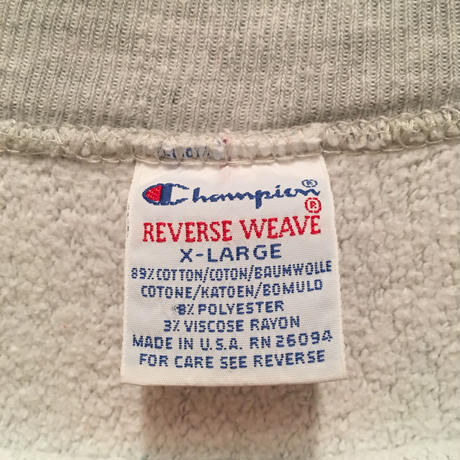 Champion®
REVERSE WEAVE®
X-LARGE
89% COTTON/COTON/BAUMWOLLE
COTONE/KATOEN/BOMULD
8% POLYESTER
3% VISCOSE RAYON
MADE IN U.S.A. RN 26094
FOR CARE SEE REVERSE